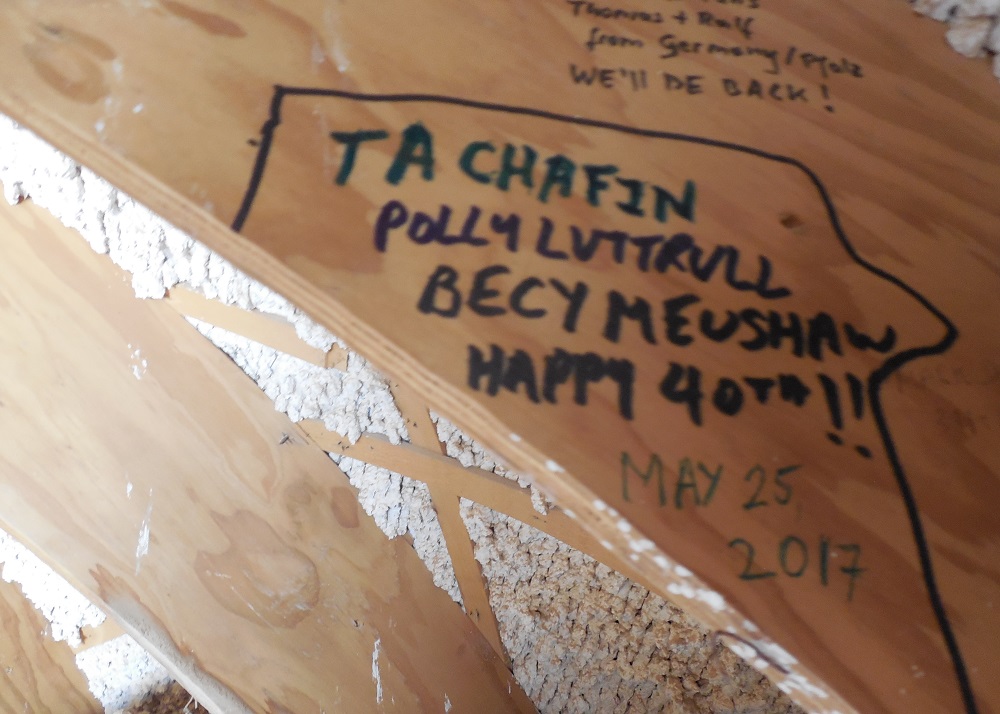 Thomas + Ralf
from Germany/Pfalz
WE'll BE BACK!
TA CHAFIN
POLLY LUTTRULL
BECY MEUSHAW
HAPPY 40TH!!
MAY 25
2017